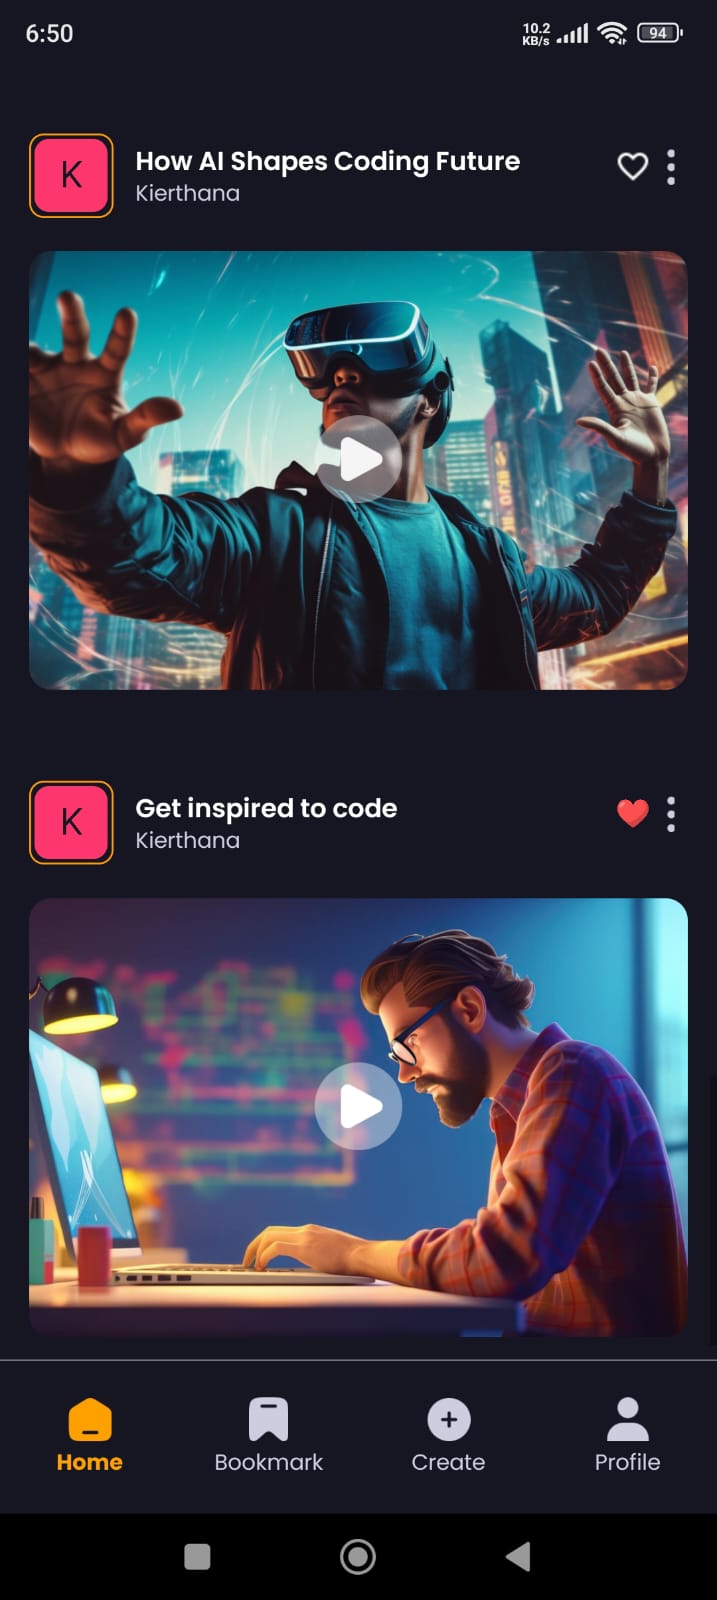 6:50
10.2
KB/s
94
K
How AI Shapes Coding Future
Kierthana
K
Get inspired to code
Kierthana
Home
Bookmark
Create
Profile